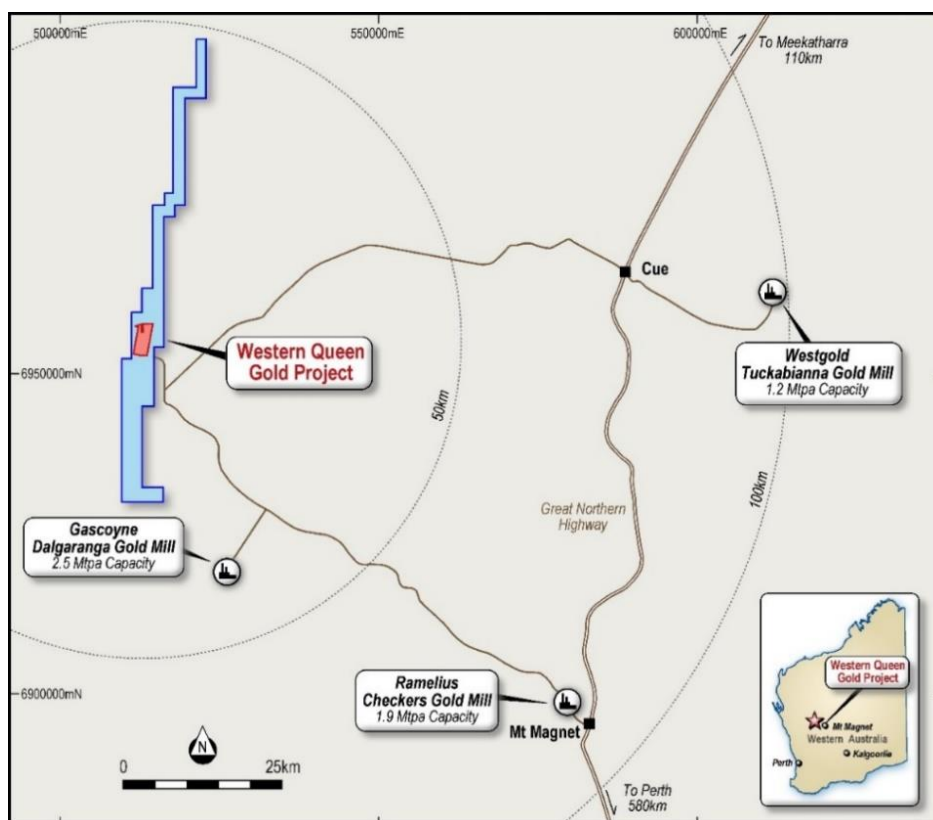 500000mE
550000mE
600000mE
To Meekatharra
110km
Cue
Western Queen
Gold Project
6950000mN
Westgold
Tuckabianna Gold Mill
1.2 Mtpa Capacity
50km
100km
Great Northern
Highway
Gascoyne
Dalgaranga Gold Mill
2.5 Mtpa Capacity
6900000mN
Ramelius
Checkers Gold Mill
1.9 Mtpa Capacity
Mt Magnet
N
0
25km
To Perth
580km
Western Queen
Gold Project
Mt Magnet
Western Australia
Kalgoorlie
Perth